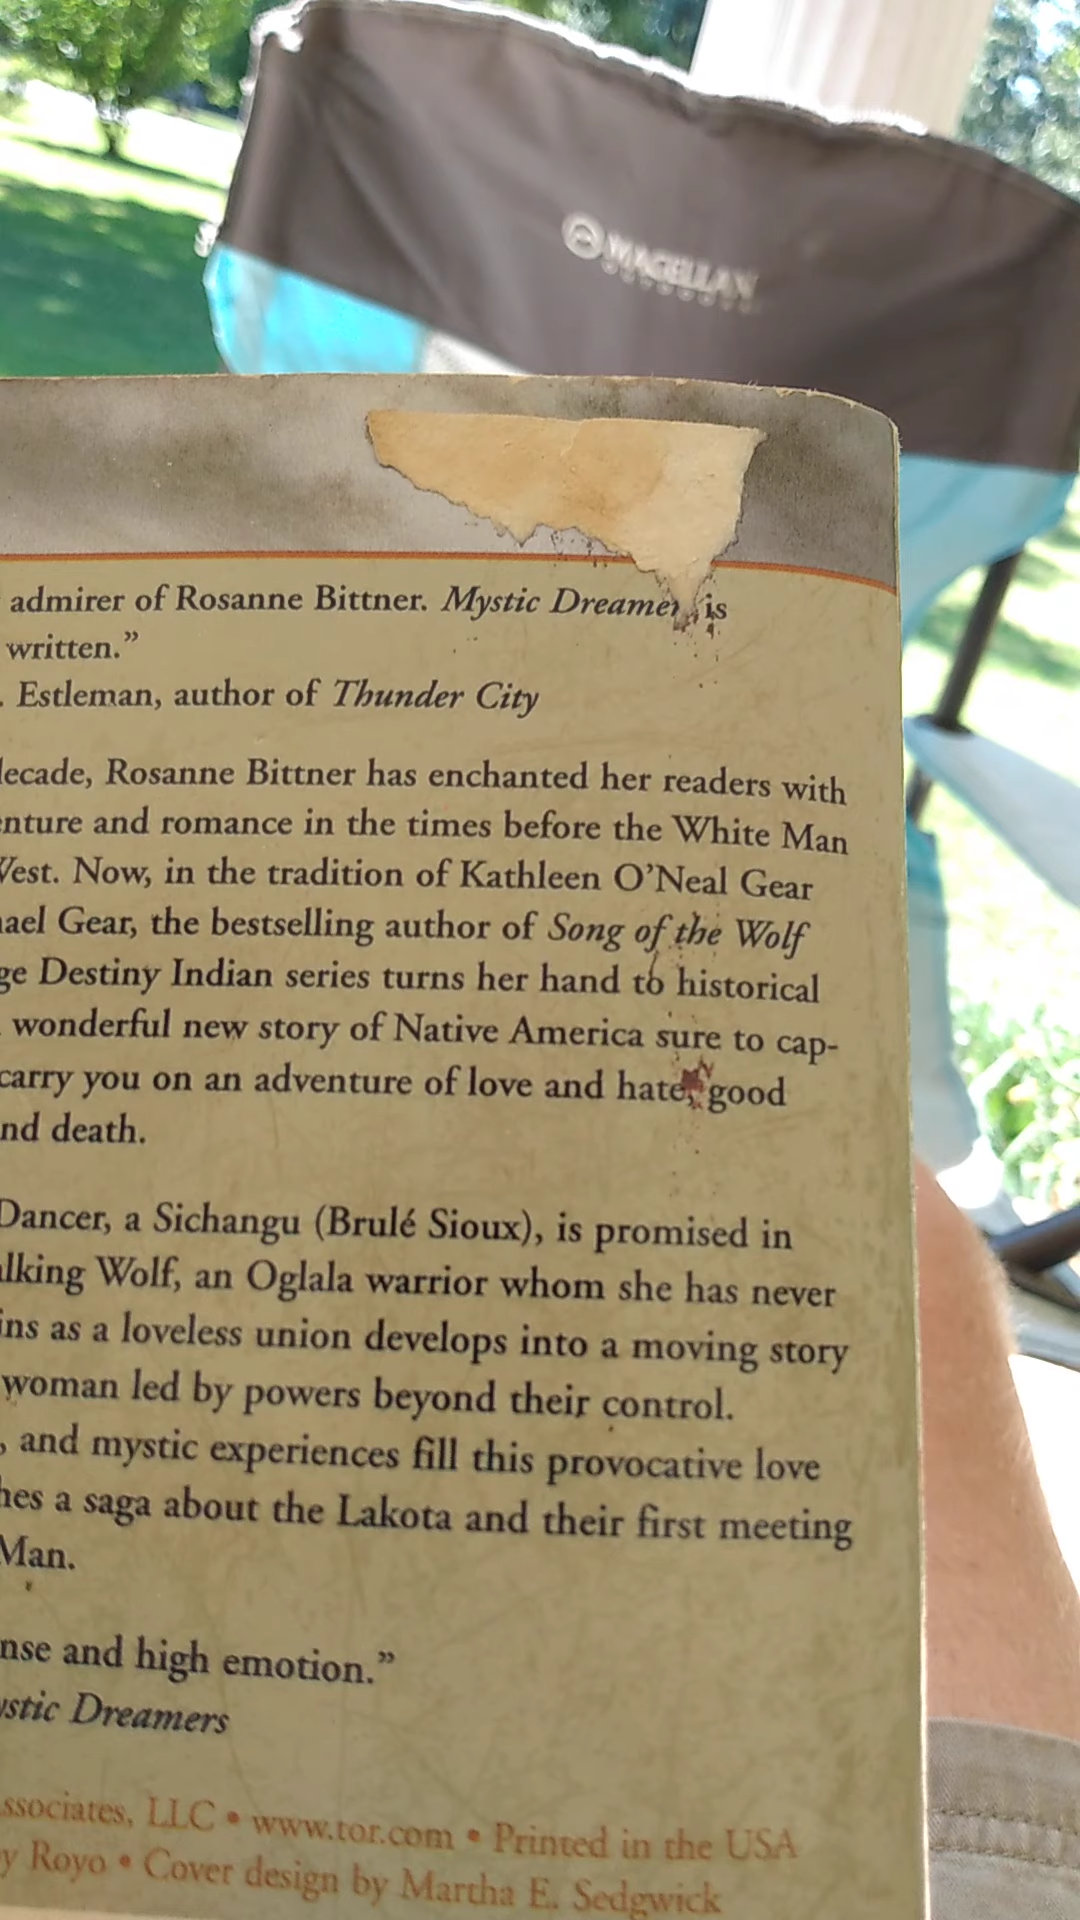 MAGELLAN
OUTDOORS
admirer of Rosanne Bittner. Mystic Dreamer is
written.”
. Estleman, author of Thunder City
decade, Rosanne Bittner has enchanted her readers with
enture and romance in the times before the White Man
West. Now, in the tradition of Kathleen O’Neal Gear
ael Gear, the bestselling author of Song of the Wolf
ge Destiny Indian series turns her hand to historical
wonderful new story of Native America sure to cap-
carry you on an adventure of love and hate, good
nd death.
Dancer, a Sichangu (Brulé Sioux), is promised in
lking Wolf, an Oglala warrior whom she has never
ins as a loveless union develops into a moving story
woman led by powers beyond their control.
, and mystic experiences fill this provocative love
hes a saga about the Lakota and their first meeting
Man.
nse and high emotion.”
ystic Dreamers
ssociates, LLC • www.tor.com • Printed in the USA
y Royo • Cover design by Martha E. Sedgwick